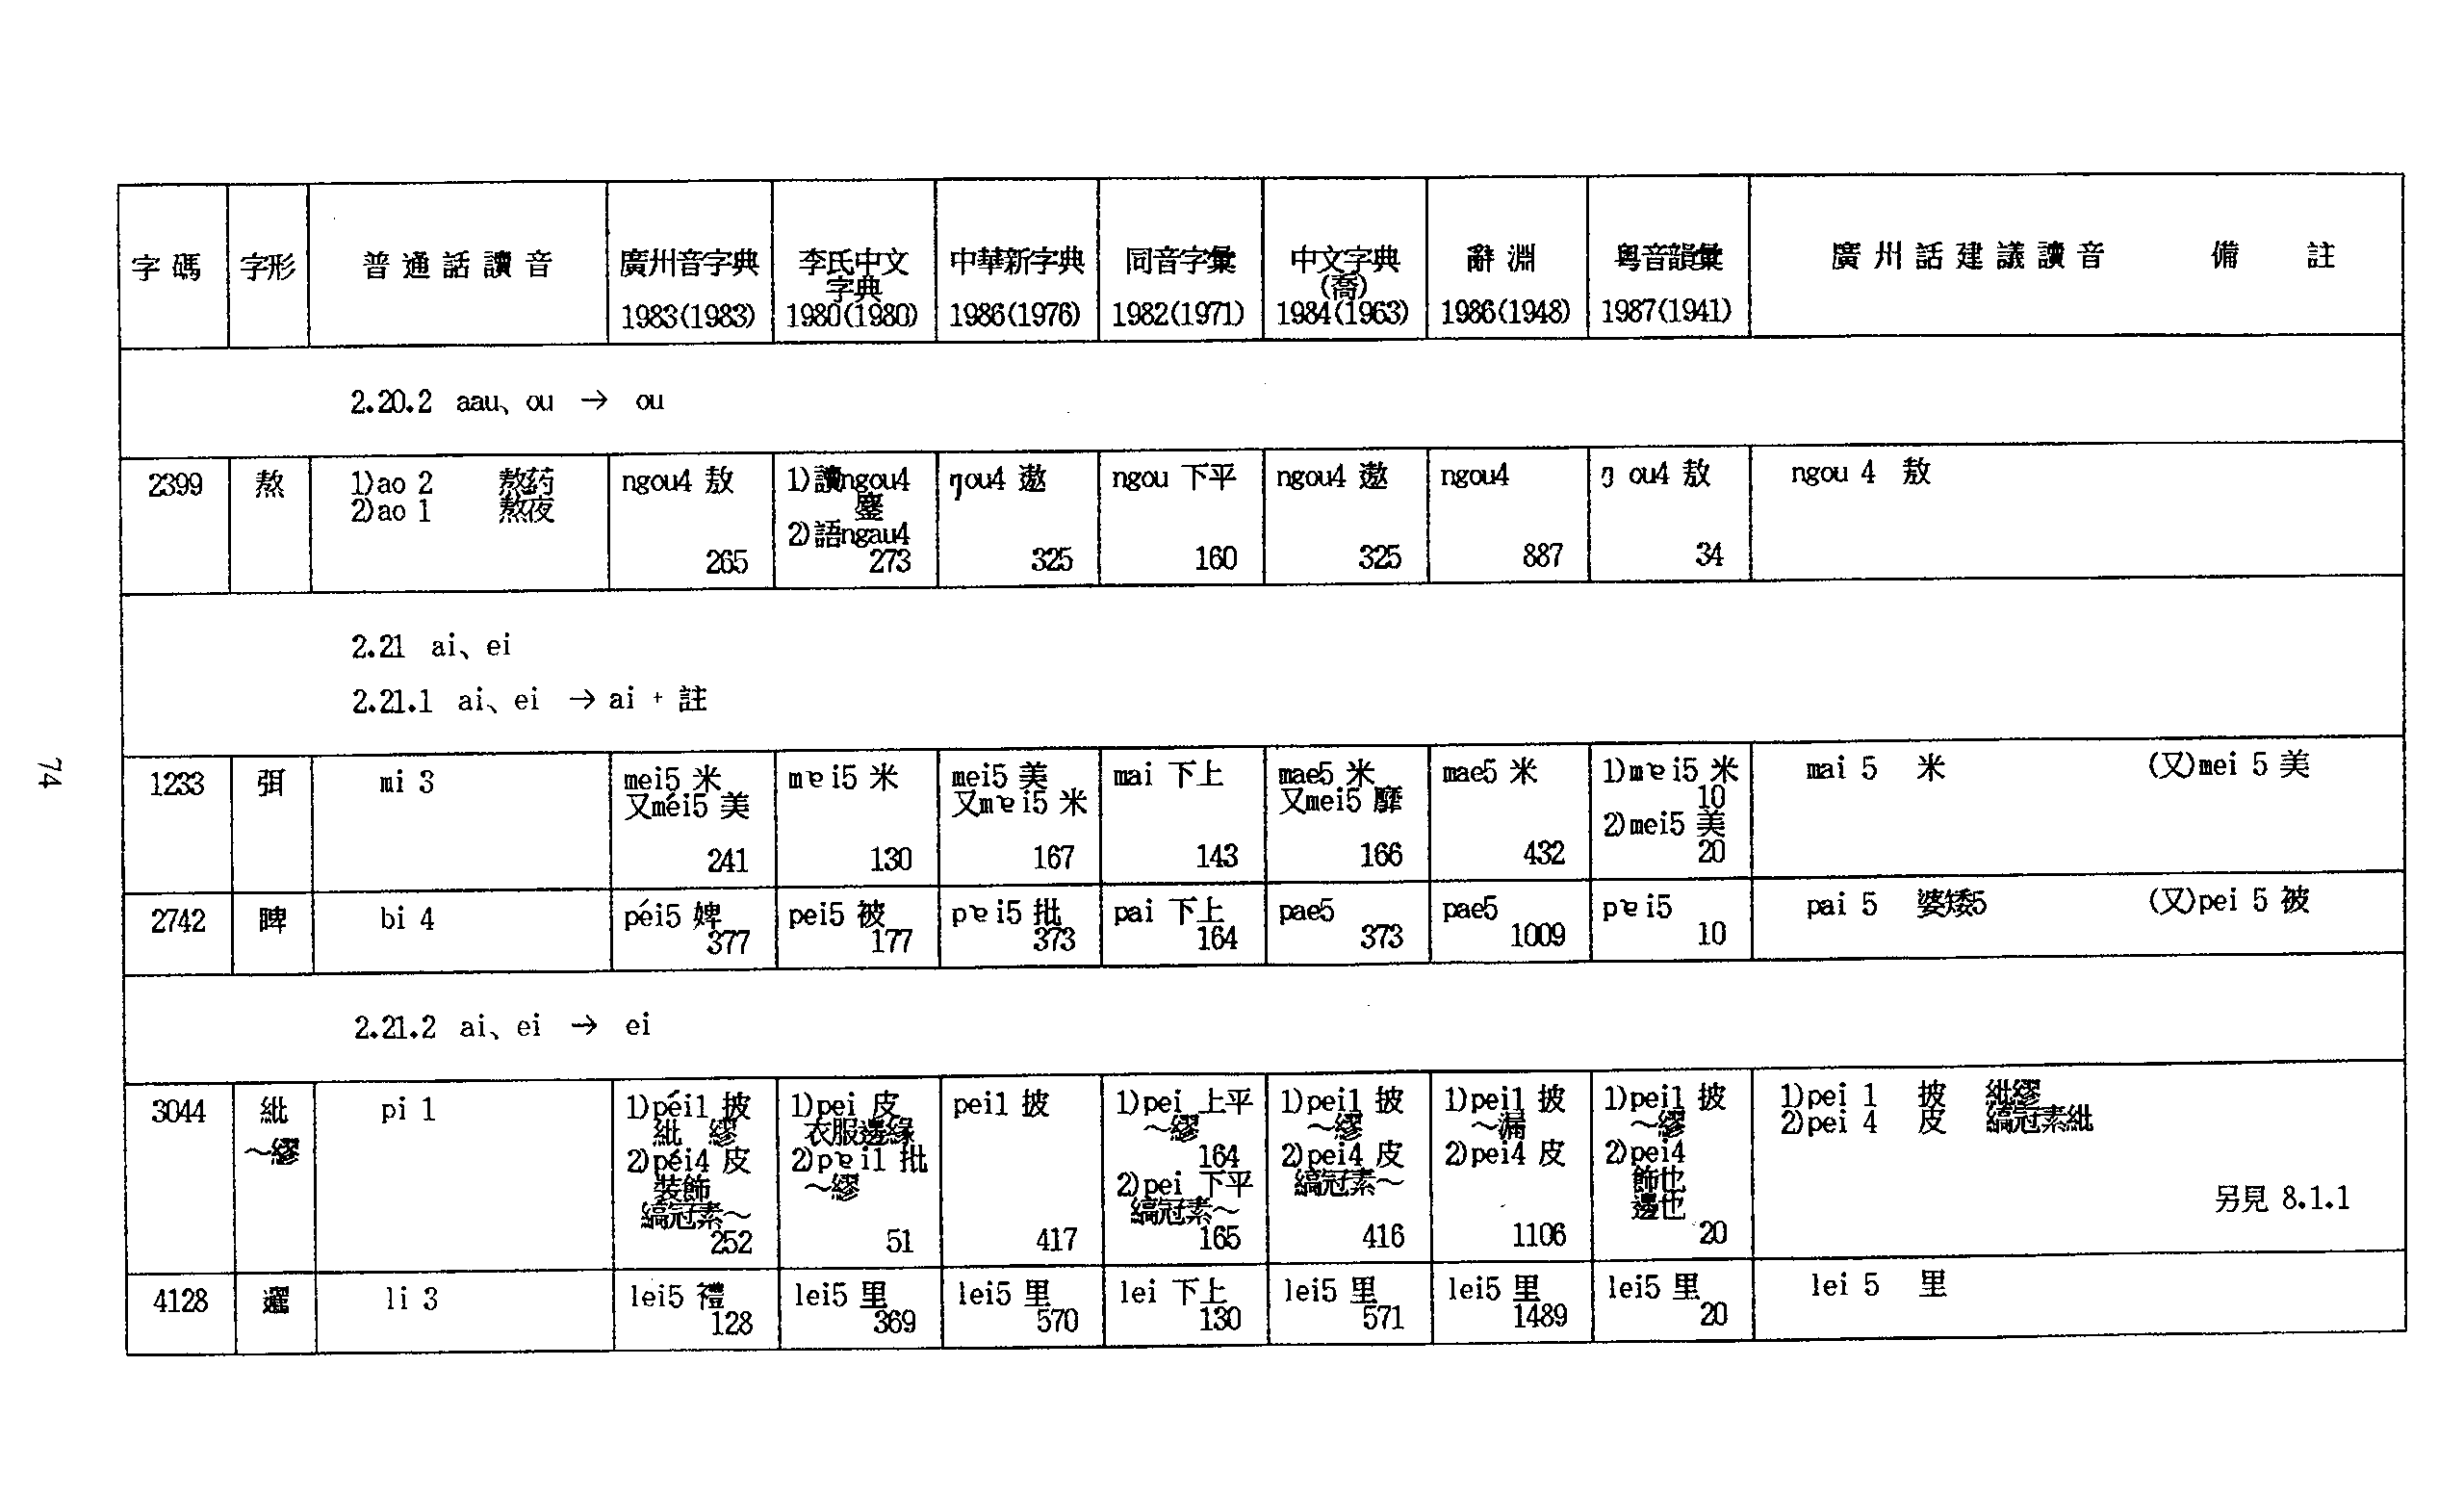 字碼 字形 普通話讀音 廣州音字典 1983(1983) 李氏中文字典 1980(1980) 中華新字典 1986(1976) 同音字彙 1982(1971) 中文字典(喬) 1984(1963) 辭淵 1986(1948) 粵音韻彙 1987(1941) 廣州話建議讀音 備註
2.20.2 aau、ou → ou
2399 熬 1)ao 2 熬药 2)ao 1 熬夜 ngou4 敖 265 1)讀ngou4 鏖 2)語ngau4 273 ŋou4 遨 325 ngou 下平 160 ngou4 遨 325 ngou4 887 ŋ ou4 敖 34 ngou 4 敖
2.21 ai、ei
2.21.1 ai、ei → ai + 註
1233 弭 mi 3 mei5 米 又méi5 美 241 mɐi5 米 130 mei5 美 又mɐi5 米 167 mai 下上 143 mae5 米 又mei5 靡 166 mae5 米 432 1)mɐi5 米 10 2)mei5 美 20 mai 5 米 (又)mei 5 美
2742 睥 bi 4 péi5 婢 377 pei5 被 177 pɐi5 批 373 pai 下上 164 pae5 373 pae5 1009 pɐi5 10 pai 5 婆矮5 (又)pei 5 被
2.21.2 ai、ei → ei
3044 紕 ～繆 pi 1 1)péi1 披 紕 繆 2)péi4 皮 裝飾 縞冠素～ 252 1)pei 皮 衣服邊緣 2)pɐi1 批 ～繆 51 pei1 披 417 1)pei 上平 ～繆 164 2)pei 下平 縞冠素～ 165 1)pei1 披 ～繆 2)pei4 皮 縞冠素～ 416 1)pei1 披 ～漏 2)pei4 皮 1106 1)pei1 披 ～繆 2)pei4 飾也 邊也 20 1)pei 1 披 紕繆 2)pei 4 皮 縞冠素紕 另見 8.1.1
4128 邐 li 3 lei5 禮 128 lei5 里 369 lei5 里 570 lei 下上 130 lei5 里 571 lei5 里 1489 lei5 里 20 lei 5 里
74